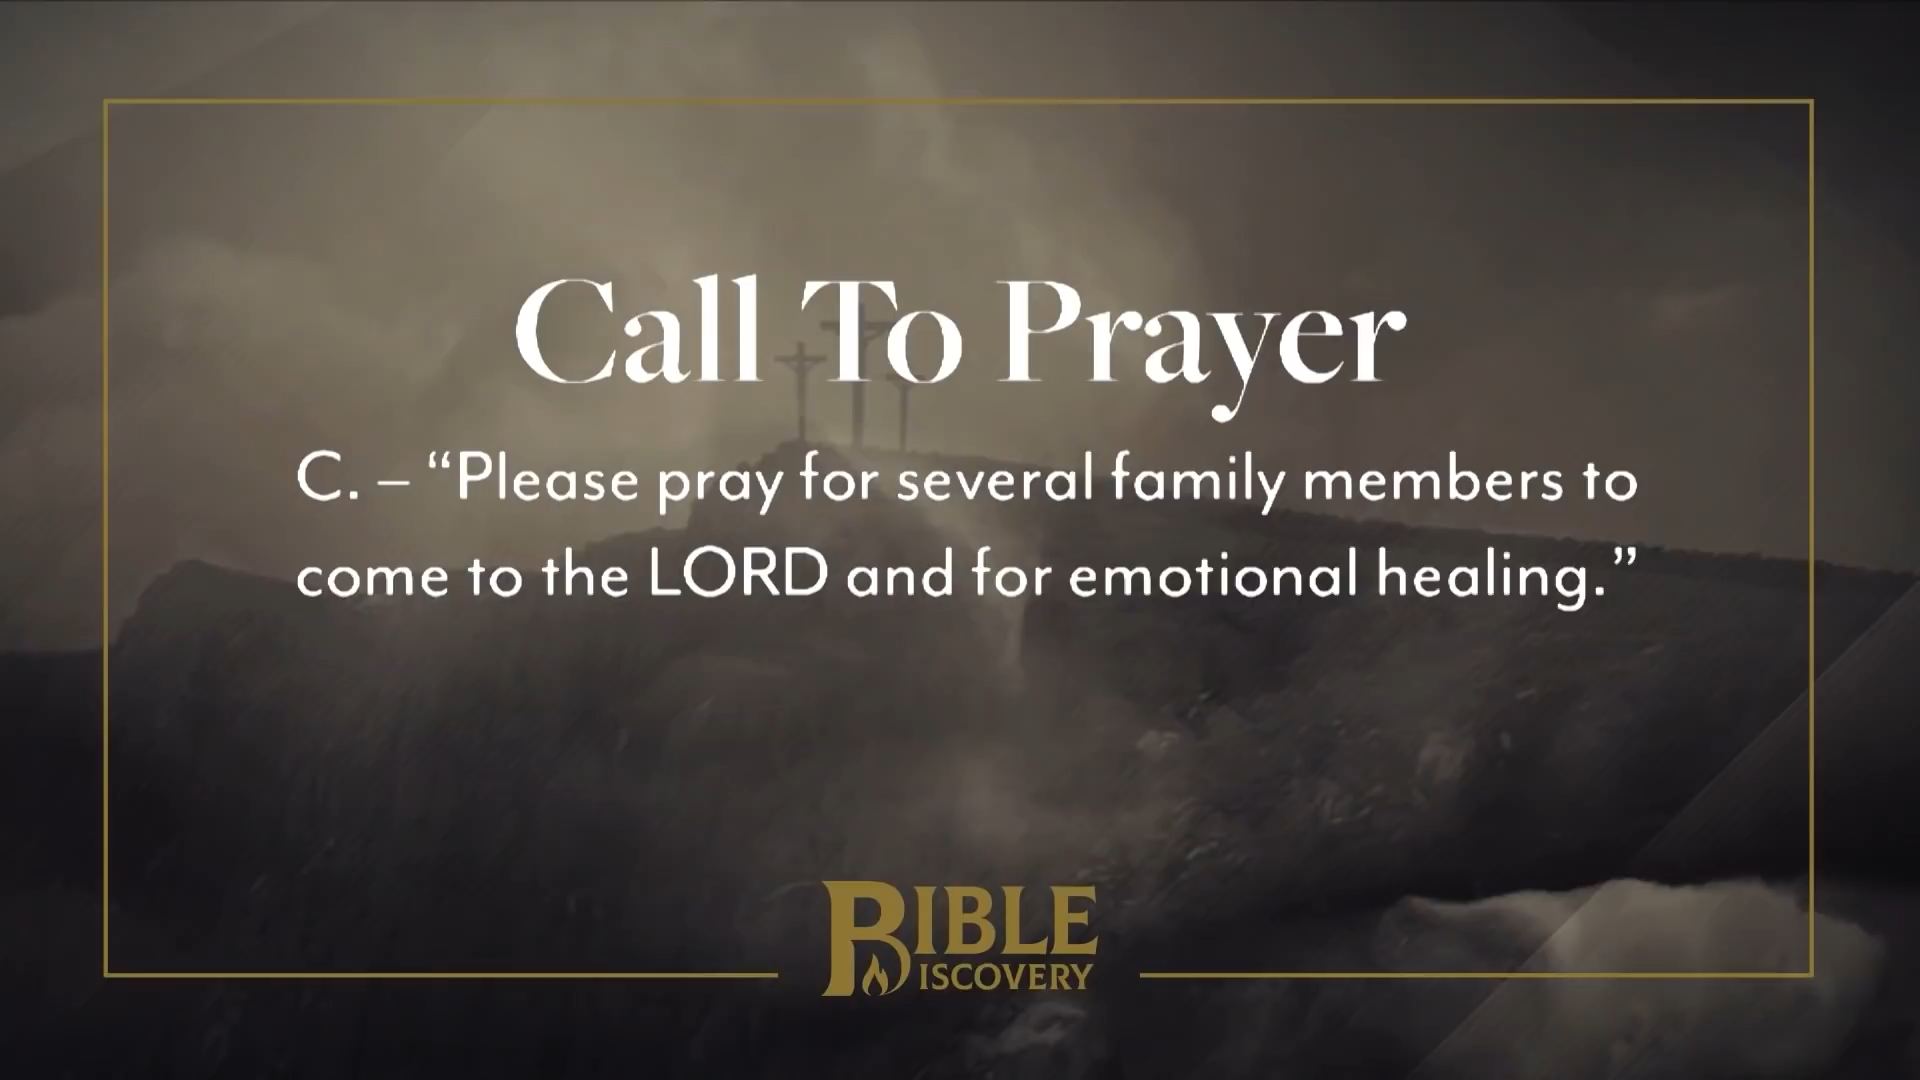 Call To Prayer
C. – “Please pray for several family members to
come to the LORD and for emotional healing.”
BIBLE
DISCOVERY